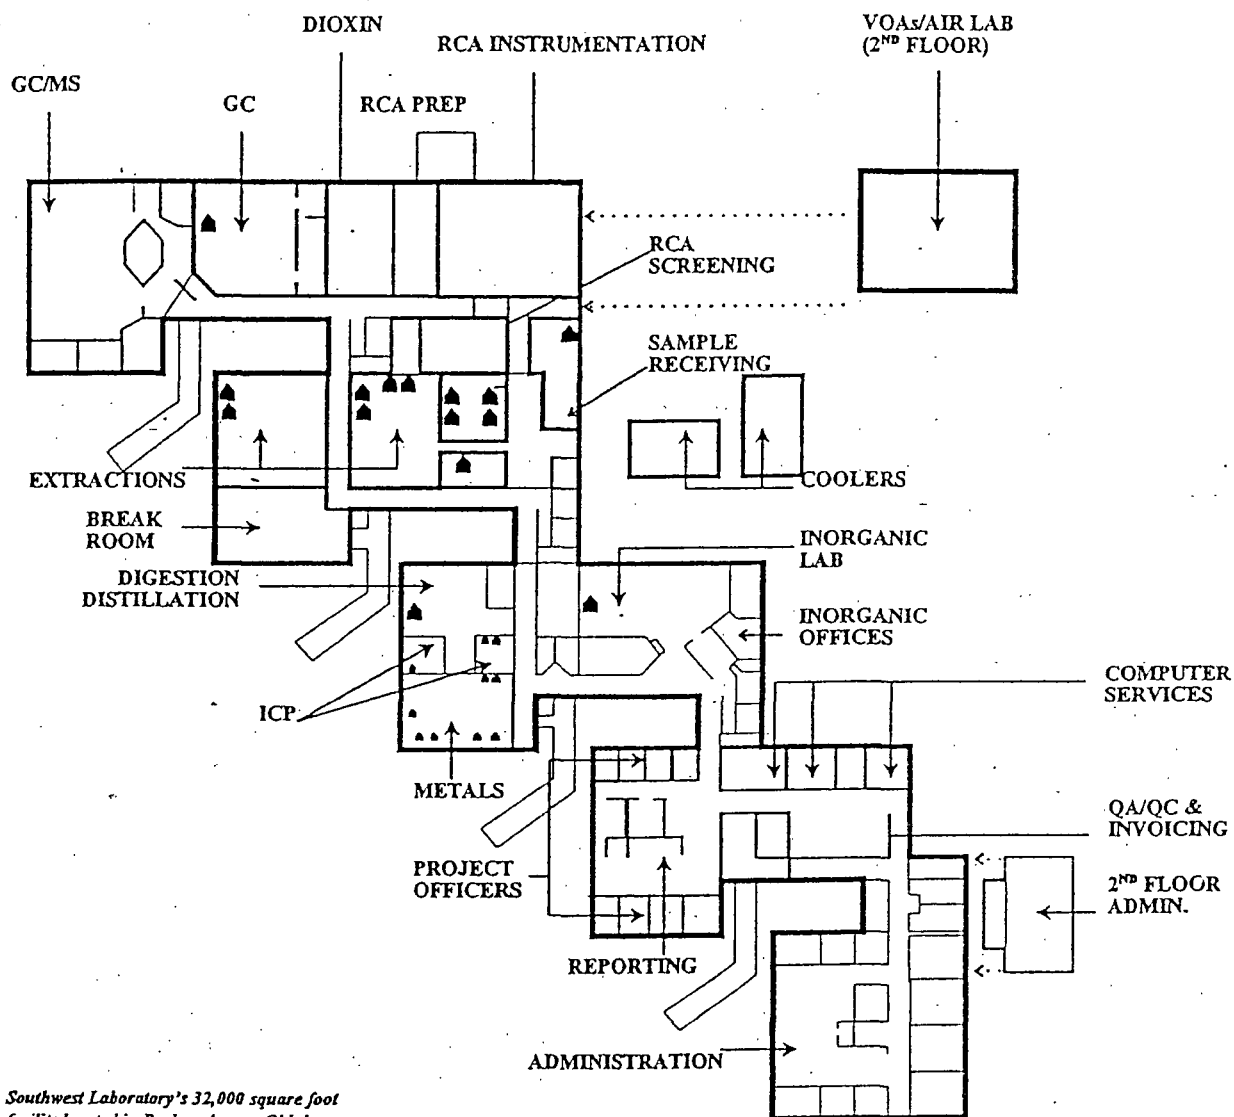 DIOXIN
RCA INSTRUMENTATION
VOAs/AIR LAB
(2ND FLOOR)
GC/MS
GC
RCA PREP
RCA
SCREENING
SAMPLE
RECEIVING
EXTRACTIONS
COOLERS
BREAK
ROOM
INORGANIC
LAB
DIGESTION
DISTILLATION
INORGANIC
OFFICES
COMPUTER
SERVICES
ICP
METALS
QA/QC &
INVOICING
PROJECT
OFFICERS
2ND FLOOR
ADMIN.
REPORTING
ADMINISTRATION
Southwest Laboratory's 32,000 square foot